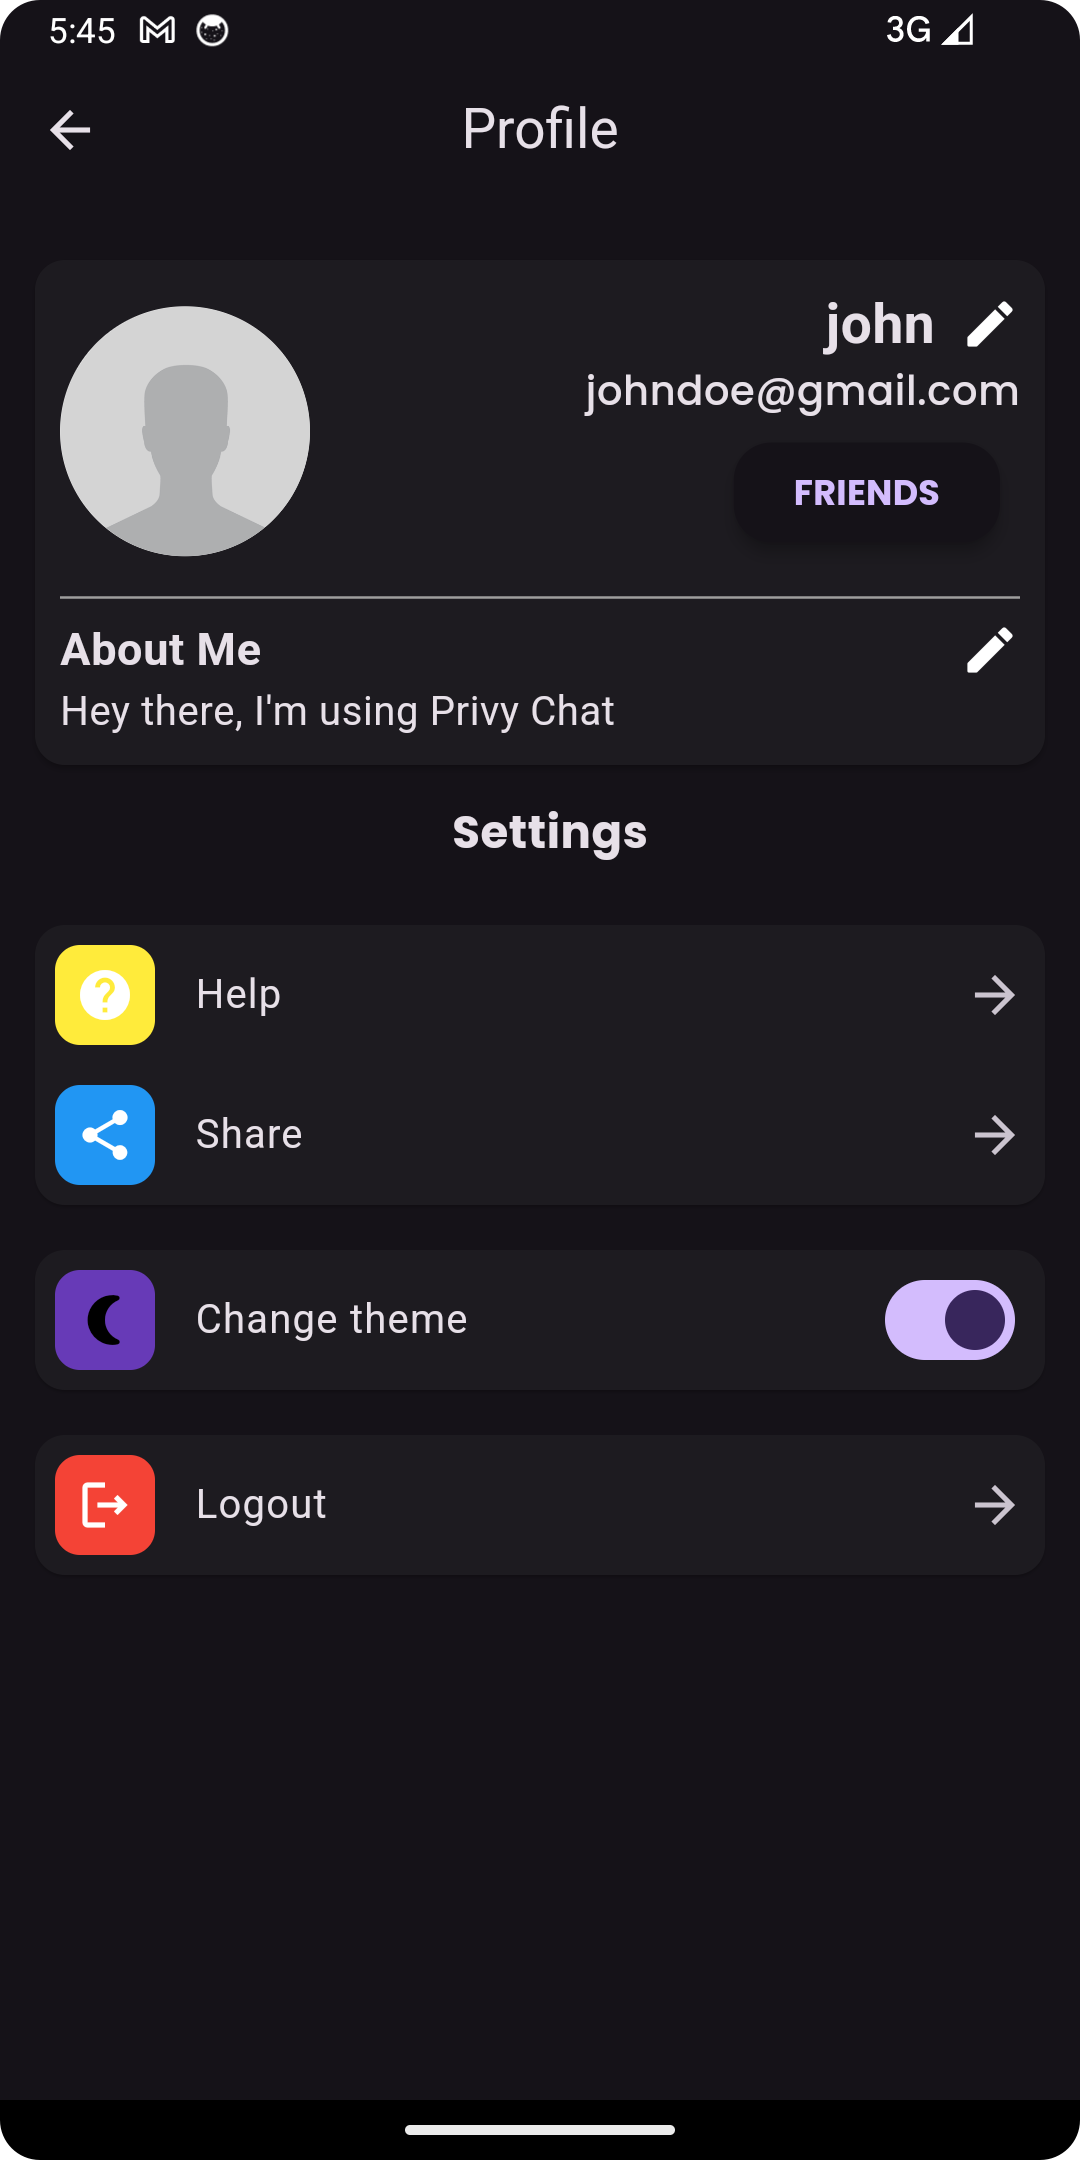 5:45
3G
Profile
john
johndoe@gmail.com
FRIENDS
About Me
Hey there, I'm using Privy Chat
Settings
Help
Share
Change theme
Logout